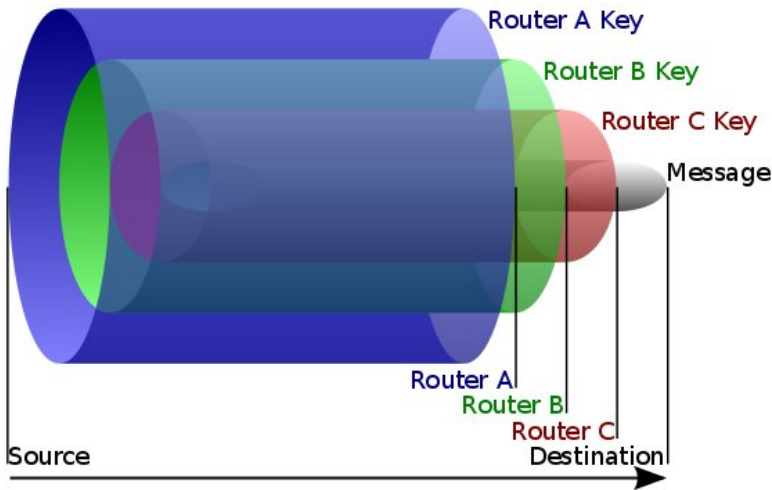 Router A Key
Router B Key
Router C Key
Message
Router A
Router B
Router C
Source
Destination